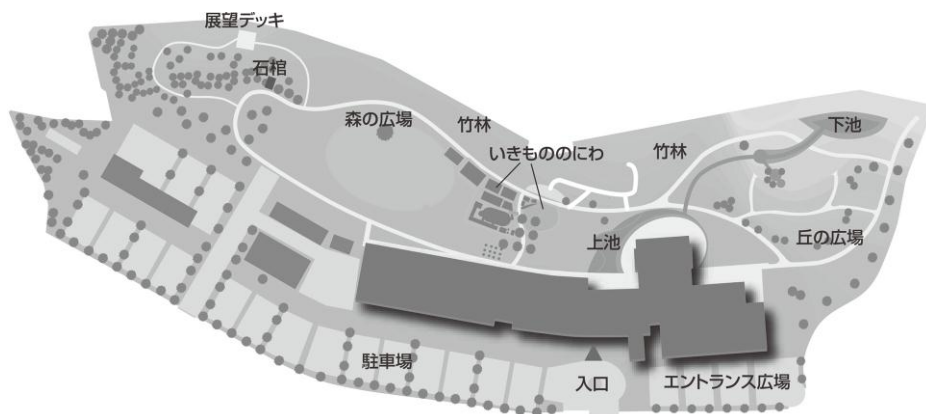 展望デッキ
石棺
森の広場
竹林
いきもののにわ
竹林
下池
上池
丘の広場
駐車場
入口
エントランス広場